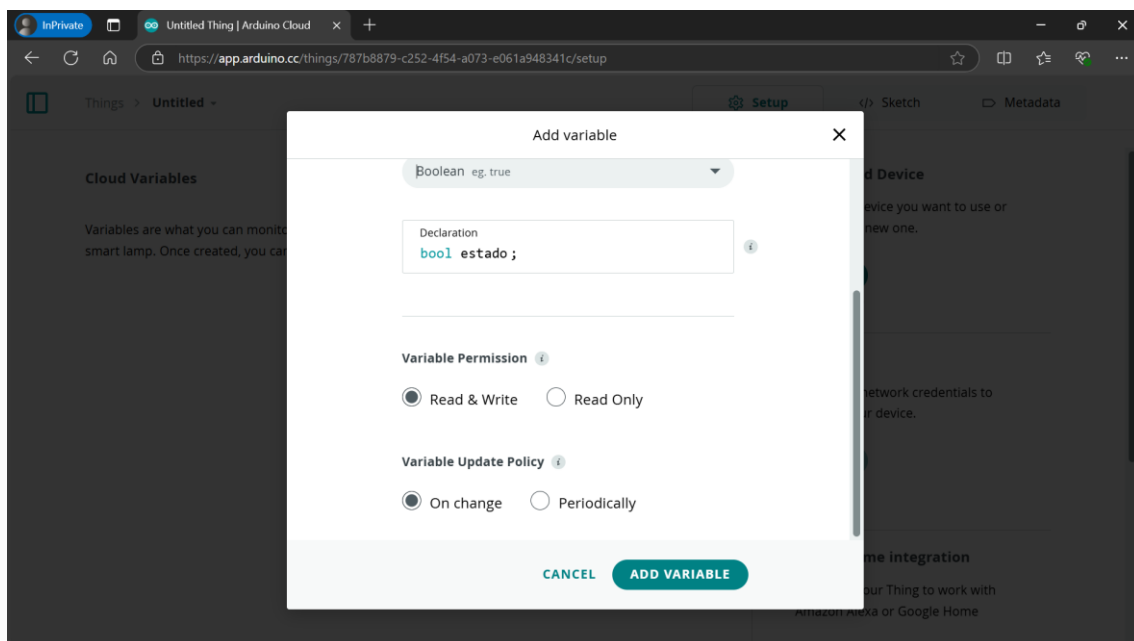 InPrivate
Untitled Thing | Arduino Cloud
https://app.arduino.cc/things/787b8879-c252-4f54-a073-e061a948341c/setup
Things > Untitled
Setup
</> Sketch
Metadata
Add variable
Cloud Variables
Variables are what you can
smart lamp. Once created, you
Boolean eg. true
Declaration
bool estado ;
i
Variable Permission i
Read & Write
Read Only
Variable Update Policy i
On change
Periodically
CANCEL
ADD VARIABLE
d Device
evice you want to use or
new one.
network credentials to
ur device.
me integration
our Thing to work with
Amazon Alexa or Google Home